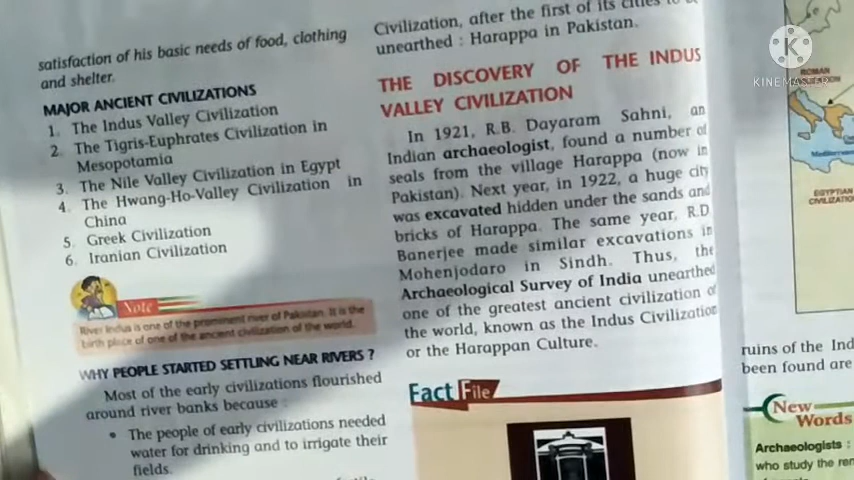 satisfaction of his basic needs of food, clothing
and shelter.
MAJOR ANCIENT CIVILIZATIONS
1. The Indus Valley Civilization
2. The Tigris-Euphrates Civilization in
Mesopotamia
3. The Nile Valley Civilization in Egypt
4. The Hwang-Ho-Valley Civilization in
China
5. Greek Civilization
6. Iranian Civilization
Note
River Indus is one of the prominent river of Pakistan. It is the
birth place of one of the ancient civilization of the world.
WHY PEOPLE STARTED SETTLING NEAR RIVERS ?
Most of the early civilizations flourished
around river banks because :
• The people of early civilizations needed
water for drinking and to irrigate their
fields.
Civilization, after the first of its cities to
unearthed : Harappa in Pakistan.
THE DISCOVERY OF THE INDUS
VALLEY CIVILIZATION
In 1921, R.B. Dayaram Sahni, an
Indian archaeologist, found a number of
seals from the village Harappa (now in
Pakistan). Next year, in 1922, a huge city
was excavated hidden under the sands and
bricks of Harappa. The same year, R.D
Banerjee made similar excavations in
Mohenjodaro in Sindh. Thus, the
Archaeological Survey of India unearthed
one of the greatest ancient civilization of
the world, known as the Indus Civilization
or the Harappan Culture.
Fact File
KINEMASTER
ROMAN
EGYPTIAN
CIVILIZATION
ruins of the Ind
been found are
New
Words
Archaeologists :
who study the